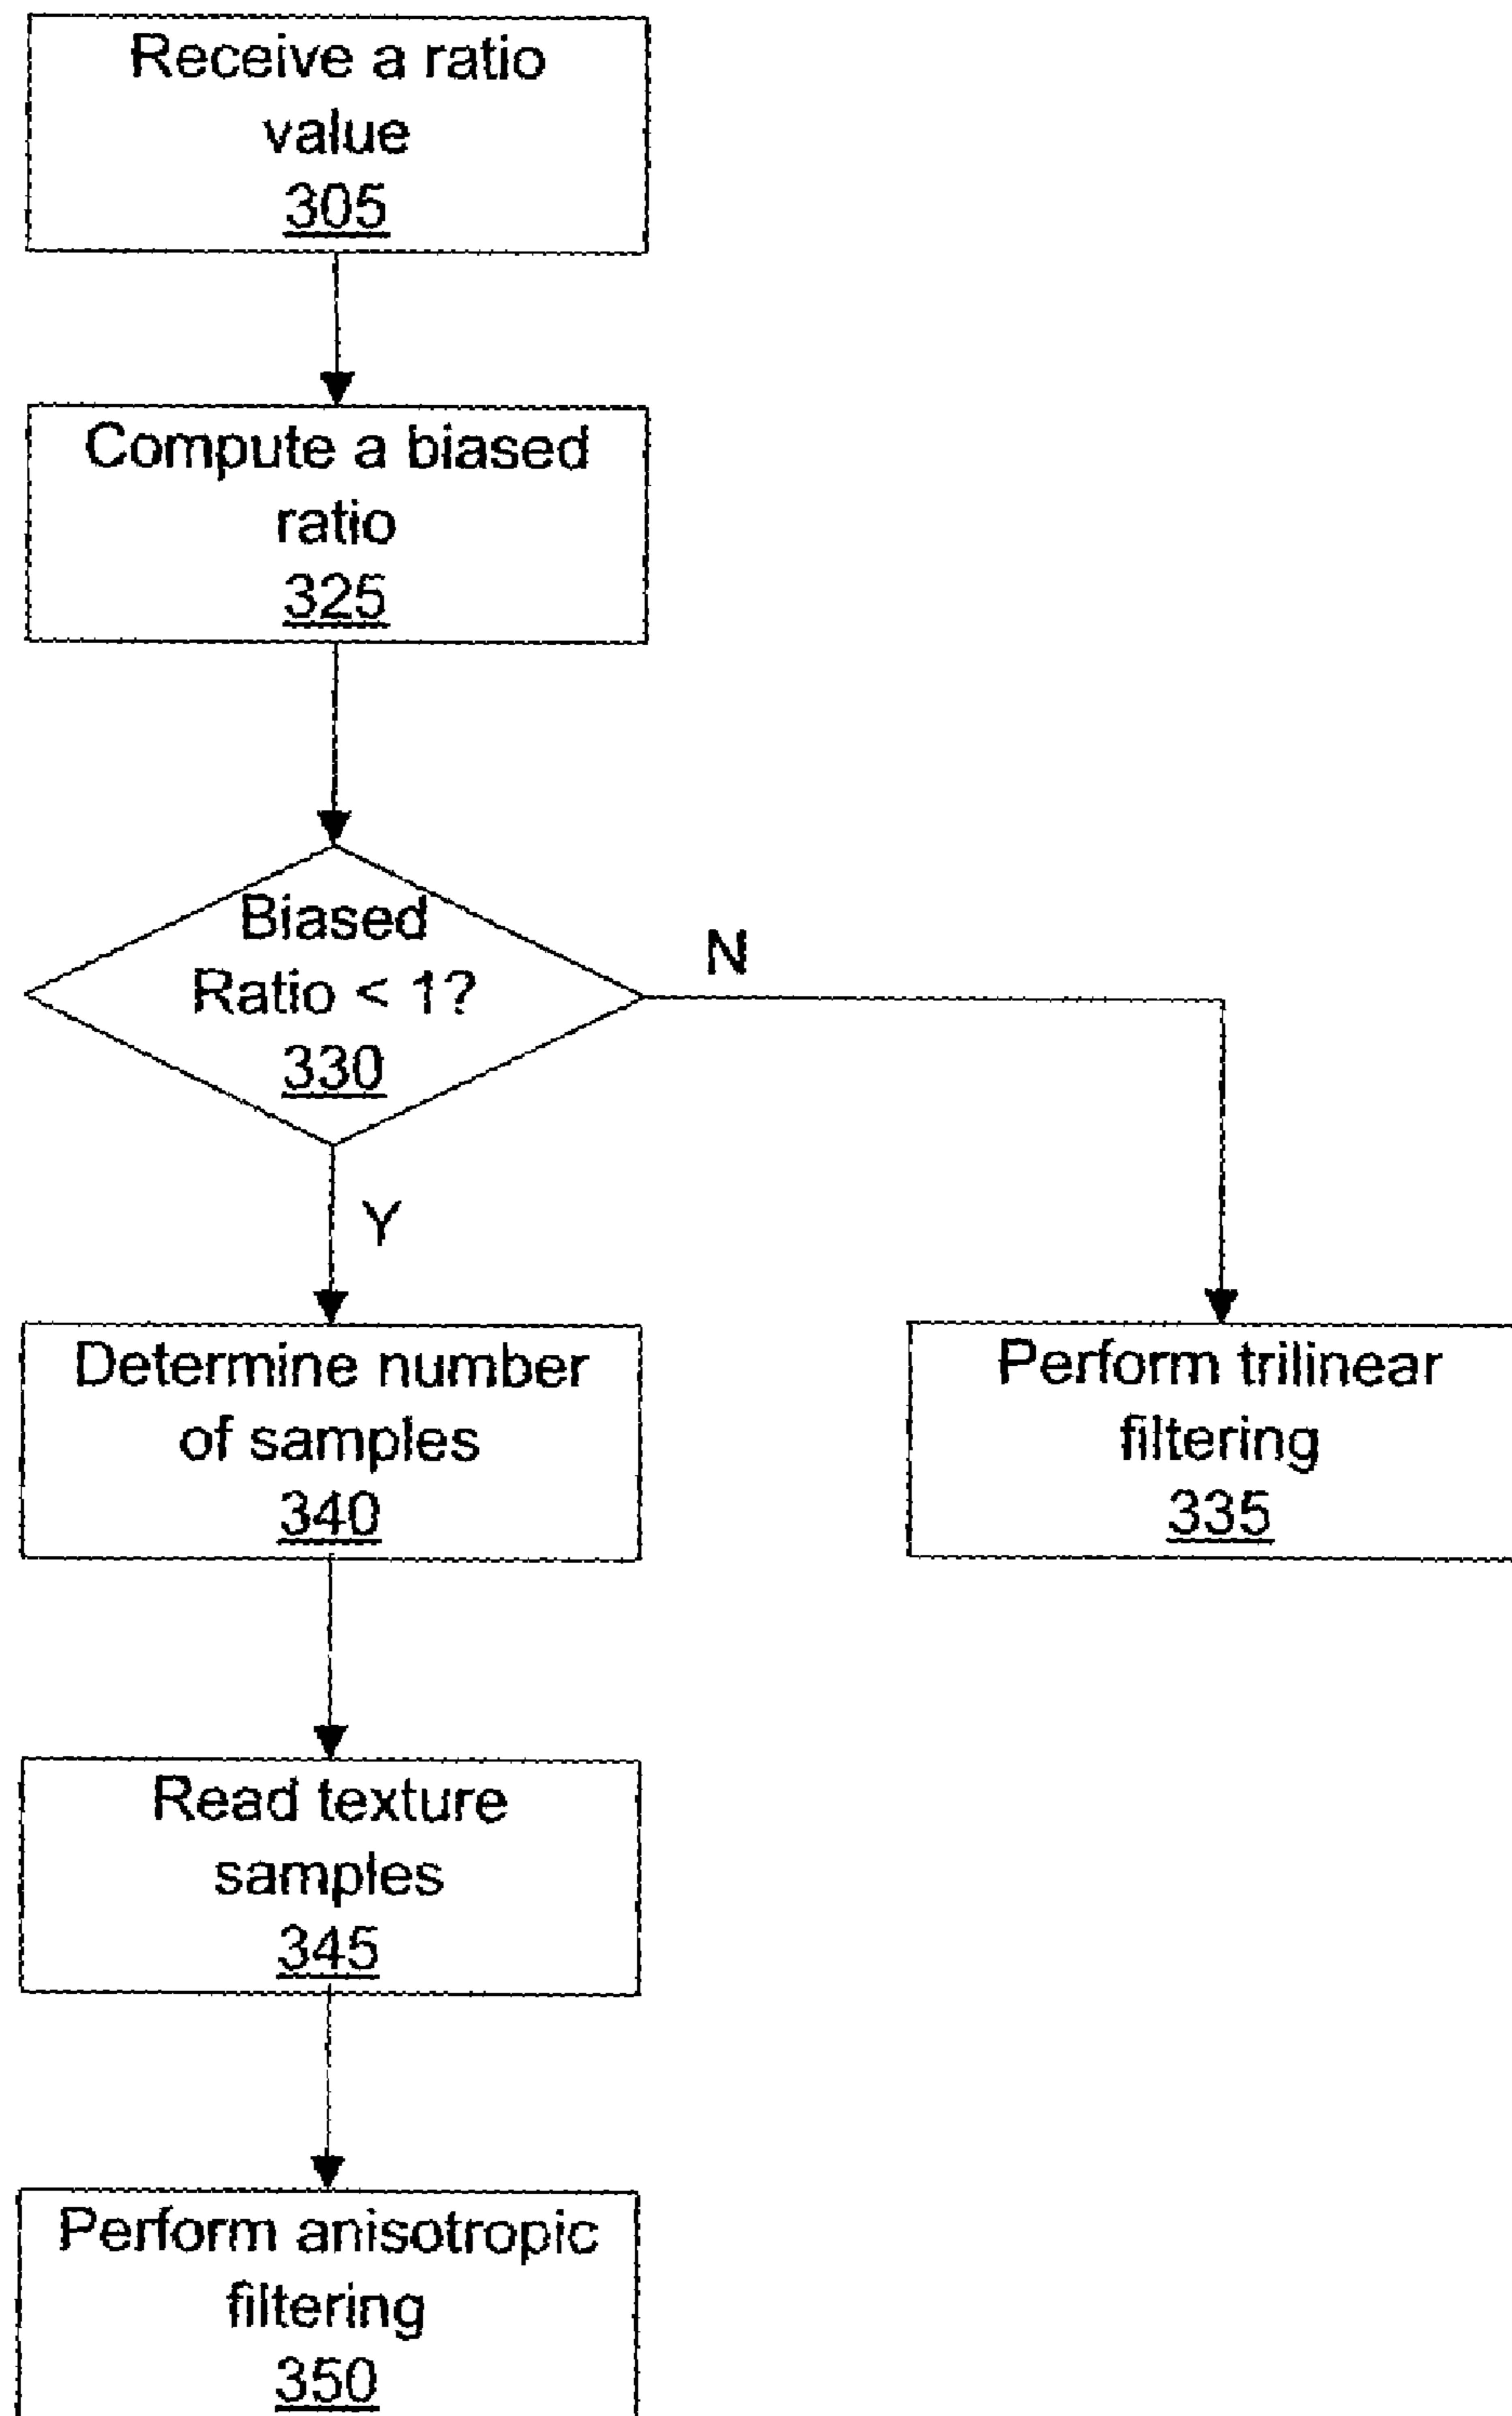 Receive a ratio
value
305
Compute a biased
ratio
325
Biased
Ratio < 1?
330
N
Y
Determine number
of samples
340
Perform trilinear
filtering
335
Read texture
samples
345
Perform anisotropic
filtering
350